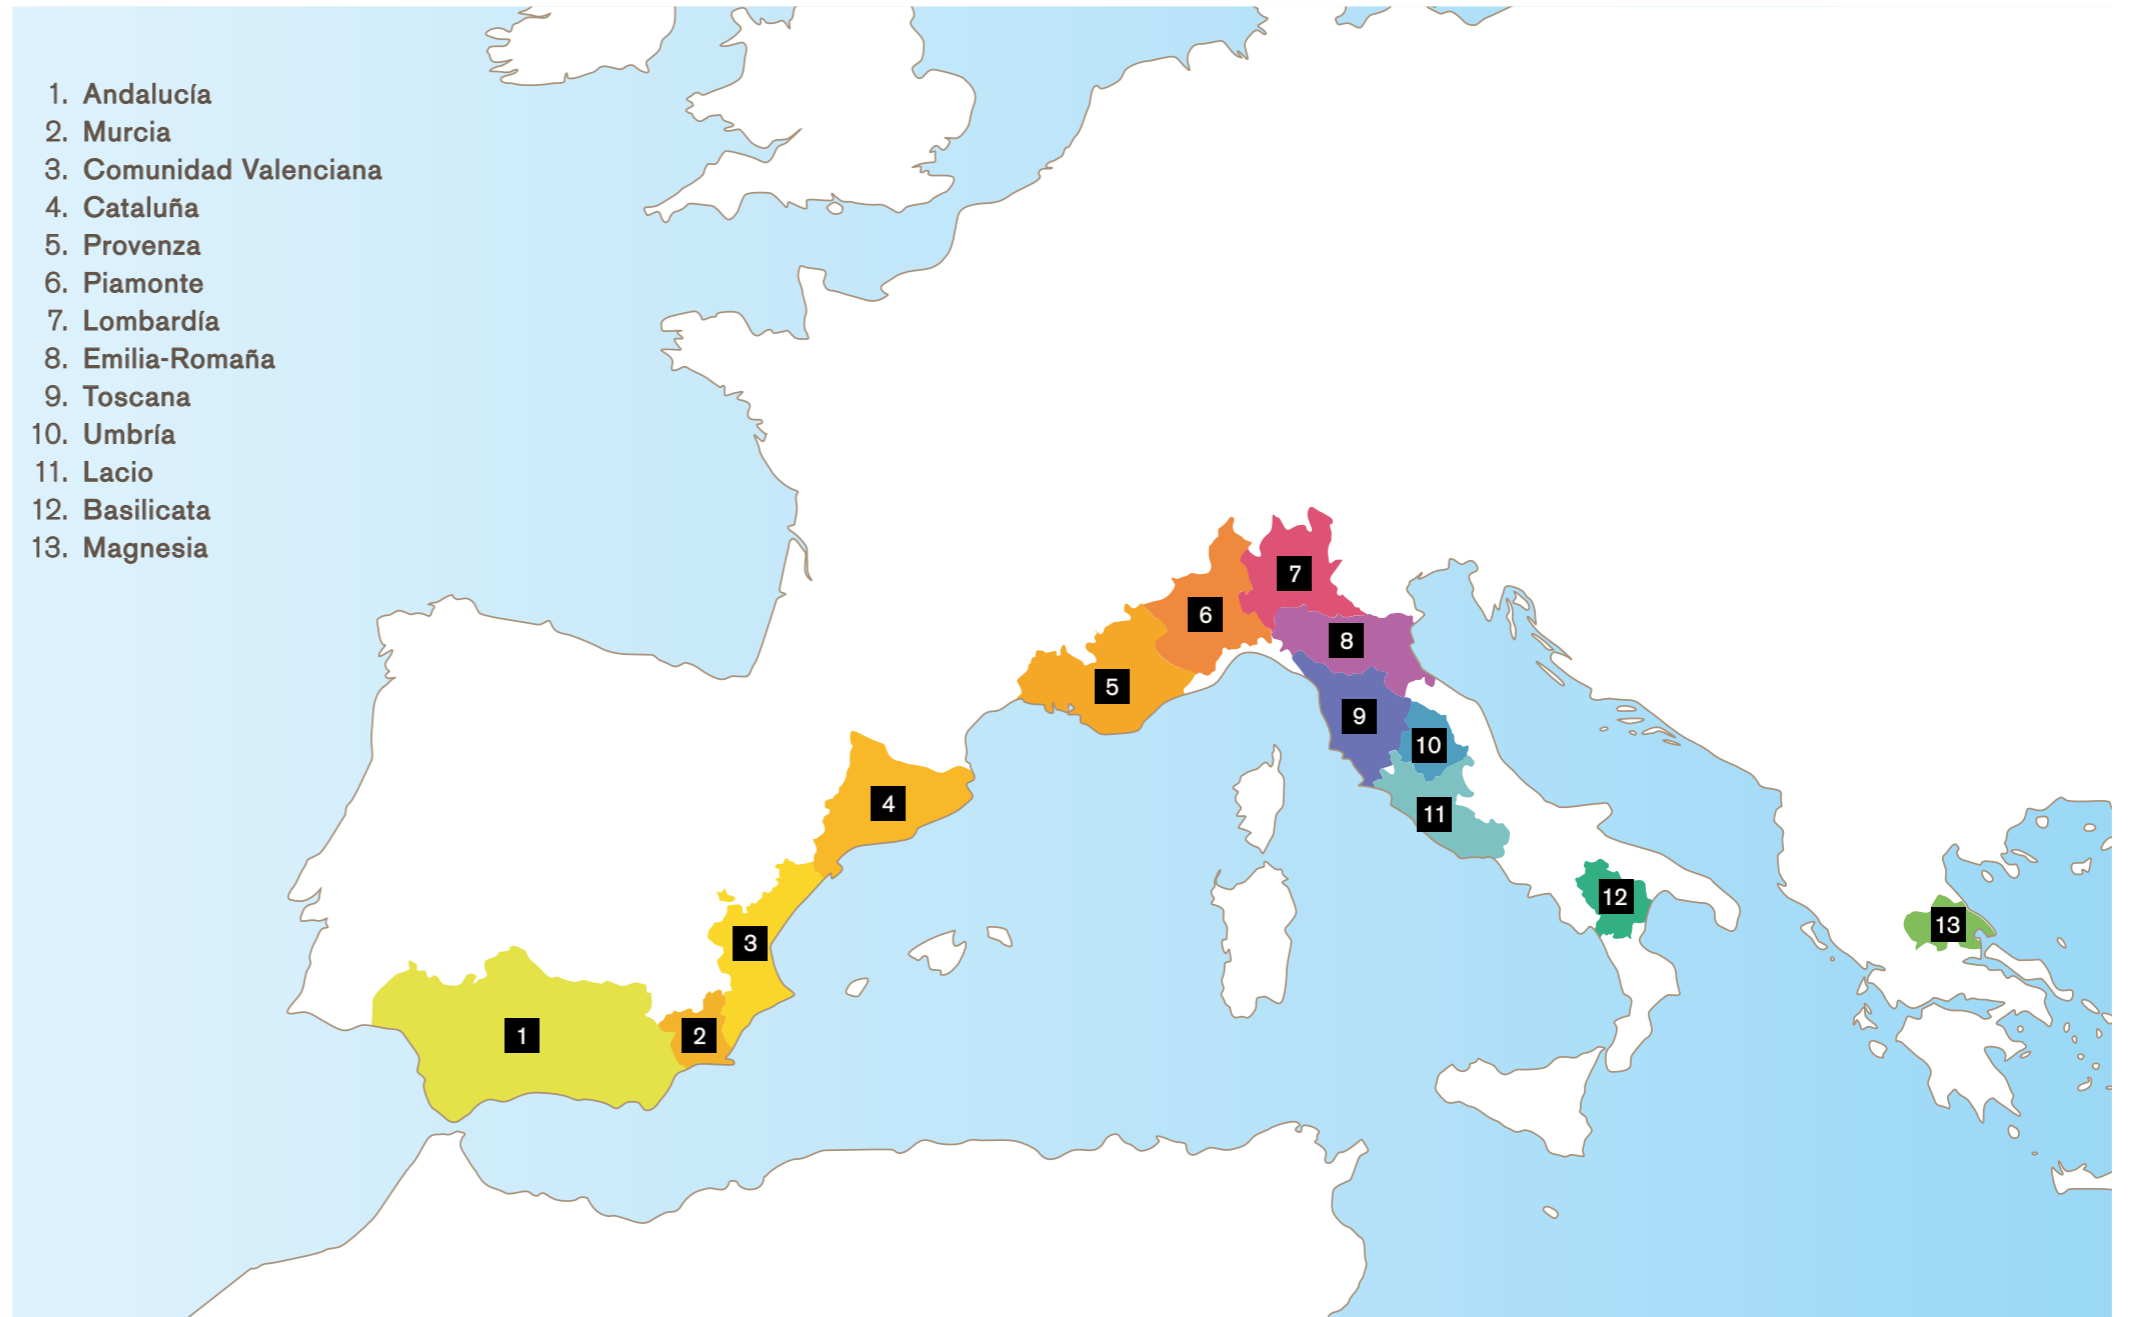 1. Andalucía
2. Murcia
3. Comunidad Valenciana
4. Cataluña
5. Provenza
6. Piamonte
7. Lombardía
8. Emilia-Romaña
9. Toscana
10. Umbría
11. Lacio
12. Basilicata
13. Magnesia
7
6
8
5
9
10
4
11
12
13
3
1
2